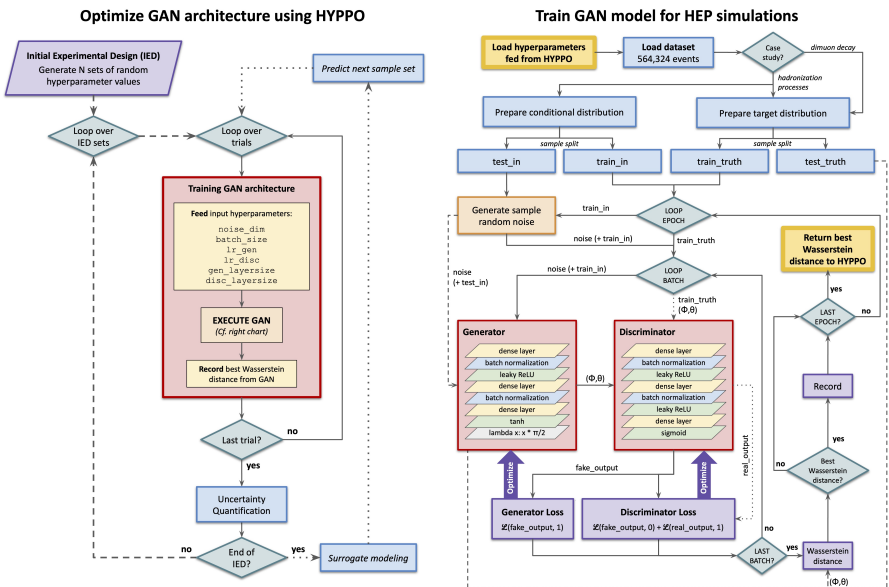 Optimize GAN architecture using HYPPO
Initial Experimental Design (IED)
Generate N sets of random
hyperparameter values
Predict next sample set
Loop over
IED sets
Loop over
trials
Training GAN architecture
Feed input hyperparameters:
noise_dim
batch_size
lr_gen
lr_disc
gen_layersize
disc_layersize
EXECUTE GAN
(Cf. right chart)
Record best Wasserstein
distance from GAN
Last trial?
no
yes
Uncertainty
Quantification
no
End of
IED?
yes
Surrogate modeling
Train GAN model for HEP simulations
Load hyperparameters
fed from HYPPO
Load dataset
564,324 events
Case
study?
dimuon decay
hadronization
processes
Prepare conditional distribution
Prepare target distribution
sample split
sample split
test_in
train_in
train_truth
test_truth
Generate sample
random noise
train_in
LOOP
EPOCH
noise (+ train_in)
train_truth
Return best
Wasserstein
distance to HYPPO
noise (+ train_in)
LOOP
BATCH
noise
(+ test_in)
train_truth
(Φ,θ)
yes
LAST
EPOCH?
no
Generator
dense layer
batch normalization
leaky ReLU
dense layer
batch normalization
dense layer
tanh
lambda x: x * π/2
(Φ,θ)
Discriminator
dense layer
batch normalization
leaky ReLU
dense layer
batch normalization
leaky ReLU
dense layer
sigmoid
Record
yes
real_output
Optimize
fake_output
Optimize
Best
Wasserstein
distance?
no
Generator Loss
ℒ(fake_output, 1)
Discriminator Loss
ℒ(fake_output, 0) + ℒ(real_output, 1)
no
LAST
BATCH?
yes
Wasserstein
distance
(Φ,θ)